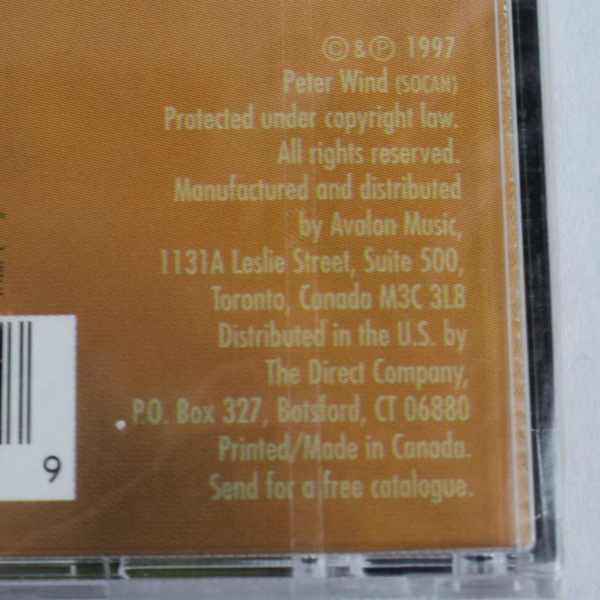 © & ℗ 1997
Peter Wind (SOCAN)
Protected under copyright law.
All rights reserved.
Manufactured and distributed
by Avalon Music,
1131A Leslie Street, Suite 500,
Toronto, Canada M3C 3L8
Distributed in the U.S. by
The Direct Company,
P.O. Box 327, Botsford, CT 06880
Printed/Made in Canada.
Send for a free catalogue.
9